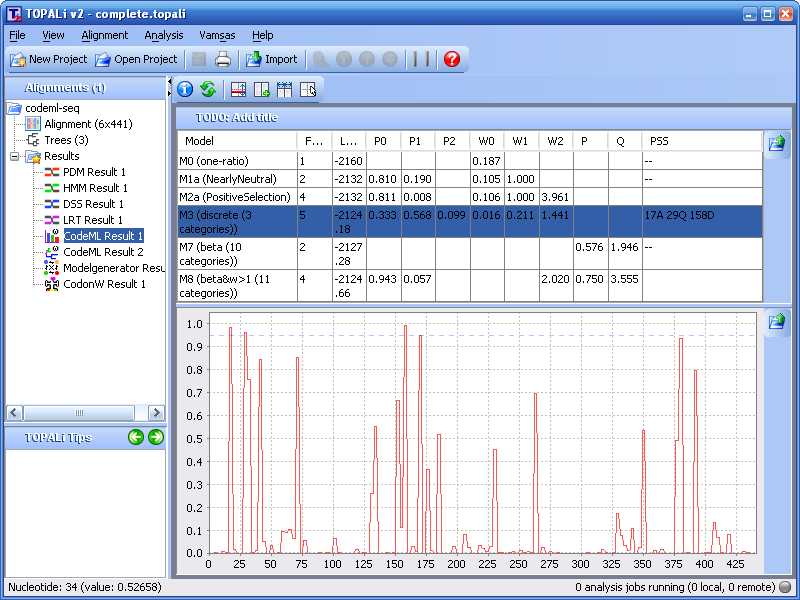 TOPALi v2 - complete.topali
File View Alignment Analysis Vamsas Help
New Project Open Project Import
Alignments (1)
codeml-seq
Alignment (6x441)
Trees (3)
Results
PDM Result 1
HMM Result 1
DSS Result 1
LRT Result 1
CodeML Result 1
CodeML Result 2
Modelgenerator Resu
CodonW Result 1
TOPALi Tips
TODO: Add title
Model F... L... P0 P1 P2 W0 W1 W2 P Q PSS
M0 (one-ratio) 1 -2160 0.187 --
M1a (NearlyNeutral) 2 -2132 0.810 0.190 0.105 1.000 --
M2a (PositiveSelection) 4 -2132 0.811 0.008 0.106 1.000 3.961
M3 (discrete (3 5 -2124 0.333 0.568 0.099 0.016 0.211 1.441 17A 29Q 158D
categories)) .18
M7 (beta (10 2 -2127 0.576 1.946 --
categories)) .28
M8 (beta&w>1 (11 4 -2124 0.943 0.057 2.020 0.750 3.555
categories)) .66
1.0
0.9
0.8
0.7
0.6
0.5
0.4
0.3
0.2
0.1
0.0
0 25 50 75 100 125 150 175 200 225 250 275 300 325 350 375 400 425
Nucleotide: 34 (value: 0.52658) 0 analysis jobs running (0 local, 0 remote)